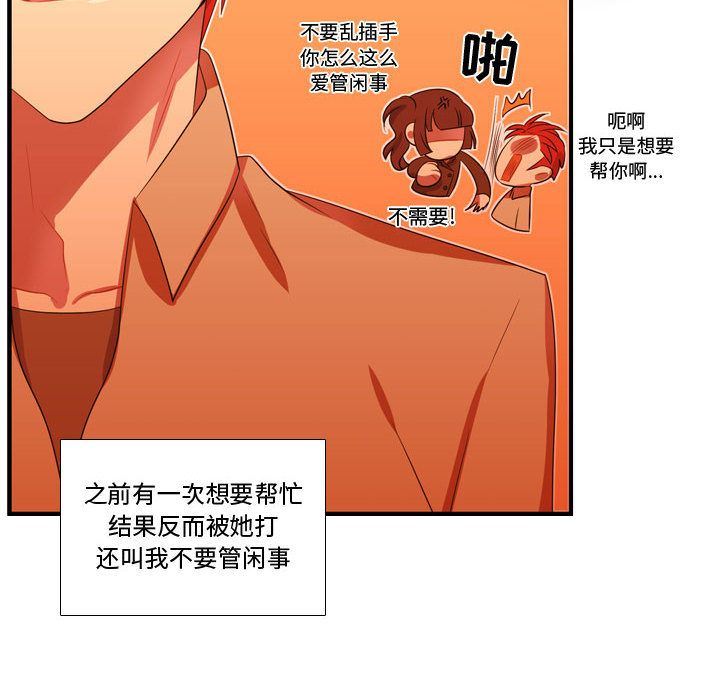 不要乱插手
你怎么这么
爱管闲事
啪
呃啊
我只是想要
帮你啊...
不需要!
之前有一次想要帮忙
结果反而被她打
还叫我不要管闲事